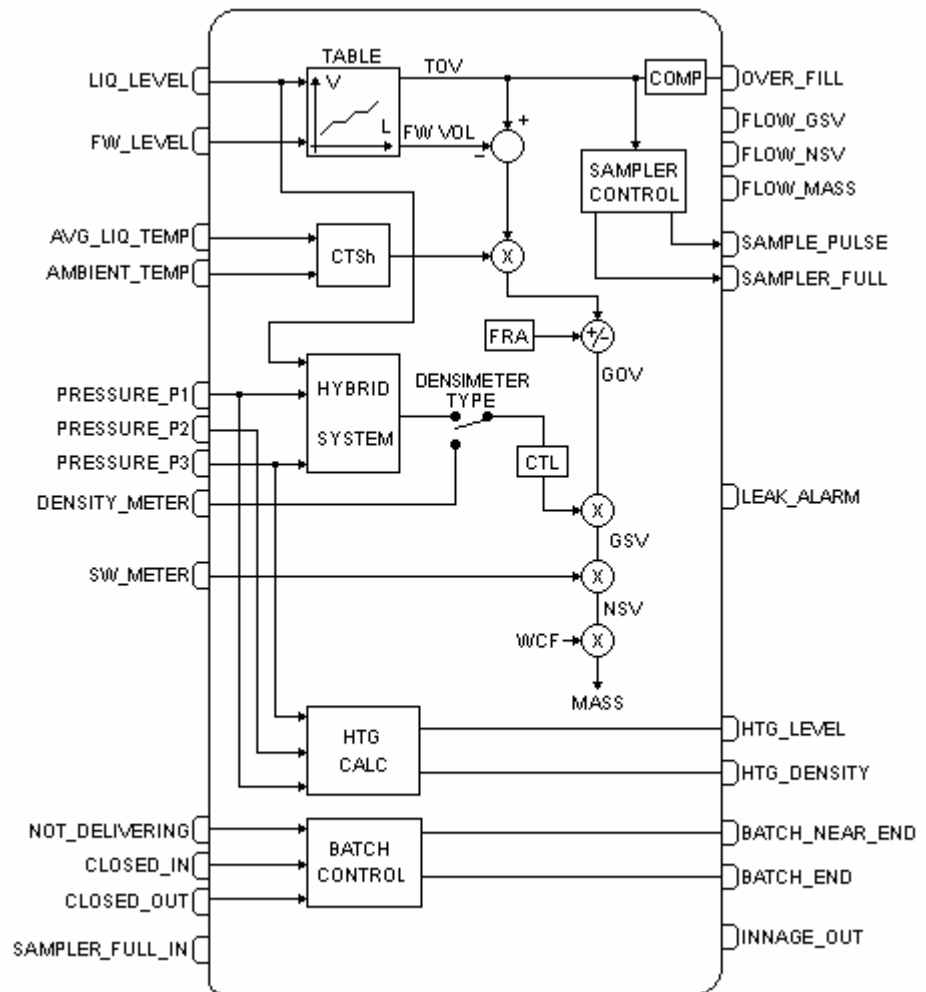 TABLE
TOV
LIQ_LEVEL
V
COMP
OVER_FILL
L
FW VOL
+
FLOW_GSV
FW_LEVEL
−
FLOW_NSV
SAMPLER
CONTROL
FLOW_MASS
AVG_LIQ_TEMP
CTSh
X
SAMPLE_PULSE
AMBIENT_TEMP
SAMPLER_FULL
FRA
+/-
GOV
HYBRID
SYSTEM
DENSIMETER
TYPE
PRESSURE_P1
PRESSURE_P2
PRESSURE_P3
CTL
DENSITY_METER
X
LEAK_ALARM
GSV
SW_METER
X
NSV
WCF
X
MASS
HTG
CALC
HTG_LEVEL
HTG_DENSITY
NOT_DELIVERING
BATCH
CONTROL
BATCH_NEAR_END
CLOSED_IN
BATCH_END
CLOSED_OUT
INNAGE_OUT
SAMPLER_FULL_IN